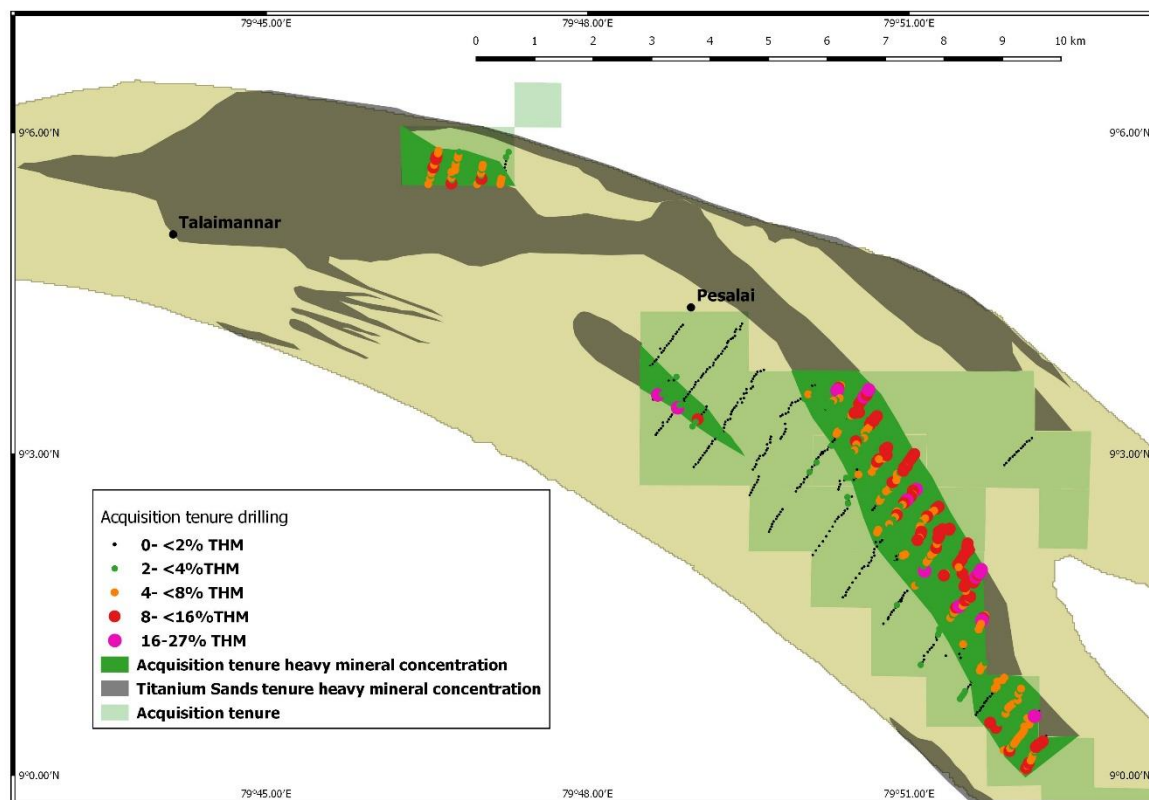 79°45.00'E 79°48.00'E 79°51.00'E
0 1 2 3 4 5 6 7 8 9 10 km
9°6.00'N 9°6.00'N
Talaimannar
Pesalai
9°3.00'N 9°3.00'N
Acquisition tenure drilling
0- <2% THM
2- <4%THM
4- <8% THM
8- <16%THM
16-27% THM
Acquisition tenure heavy mineral concentration
Titanium Sands tenure heavy mineral concentration
Acquisition tenure
9°0.00'N 9°0.00'N
79°45.00'E 79°48.00'E 79°51.00'E